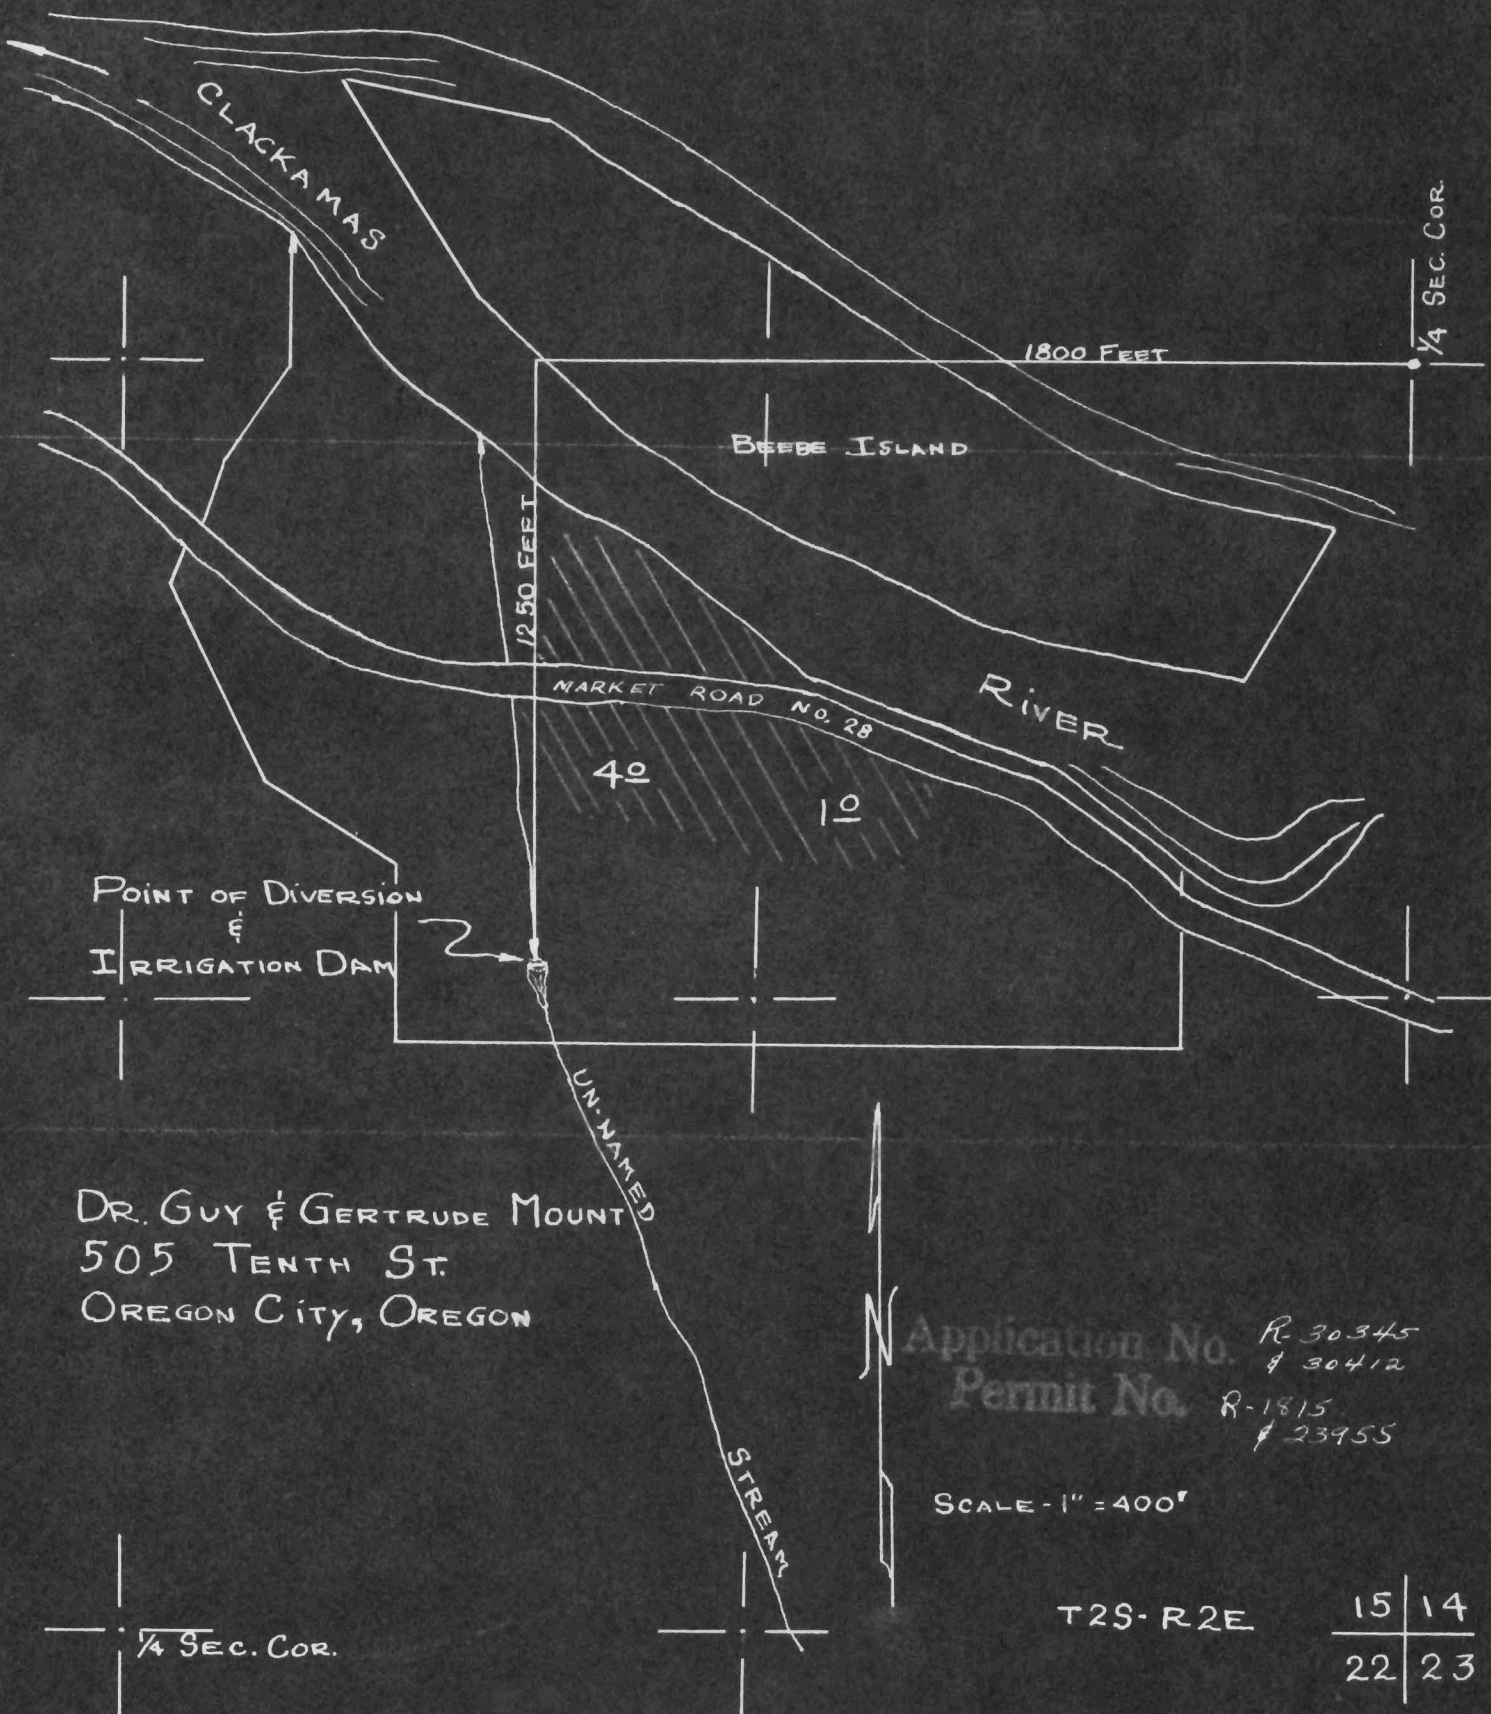 CLACKAMAS
1/4 SEC. COR.
1800 FEET
BEEBE ISLAND
1250 FEET
RIVER
MARKET ROAD NO. 28
4º
1º
POINT OF DIVERSION
&
IRRIGATION DAM
UN-NAMED
STREAM
DR. GUY & GERTRUDE MOUNT
505 TENTH ST.
OREGON CITY, OREGON
N
Application No. R-30345
& 30412
Permit No. R-1815
& 23955
SCALE - 1" = 400'
T2S - R2E
15 14
22 23
1/4 SEC. COR.